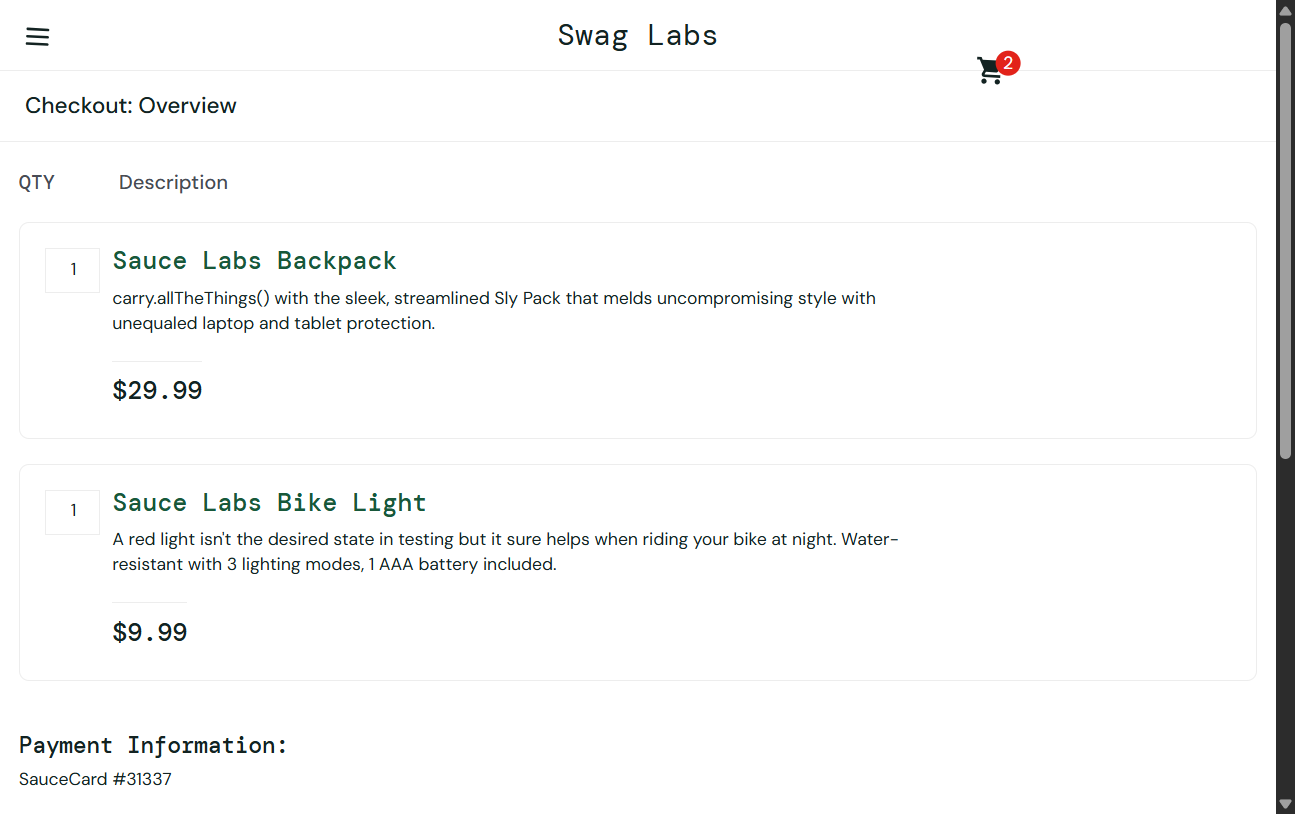 Swag Labs
2
Checkout: Overview
QTY Description
1
Sauce Labs Backpack
carry.allTheThings() with the sleek, streamlined Sly Pack that melds uncompromising style with
unequaled laptop and tablet protection.
$29.99
1
Sauce Labs Bike Light
A red light isn't the desired state in testing but it sure helps when riding your bike at night. Water-
resistant with 3 lighting modes, 1 AAA battery included.
$9.99
Payment Information:
SauceCard #31337